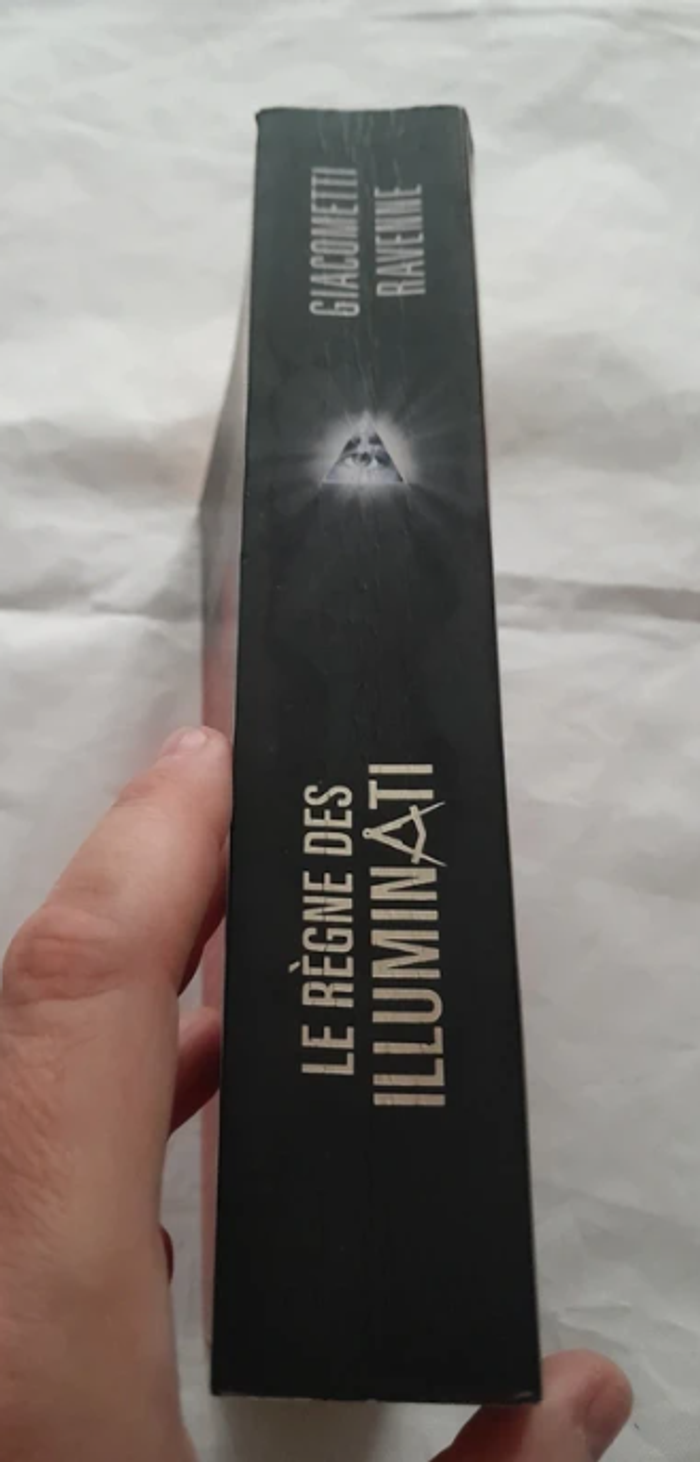 GIACOMETTI
RAVENNE
LE RÈGNE DES
ILLUMINATI